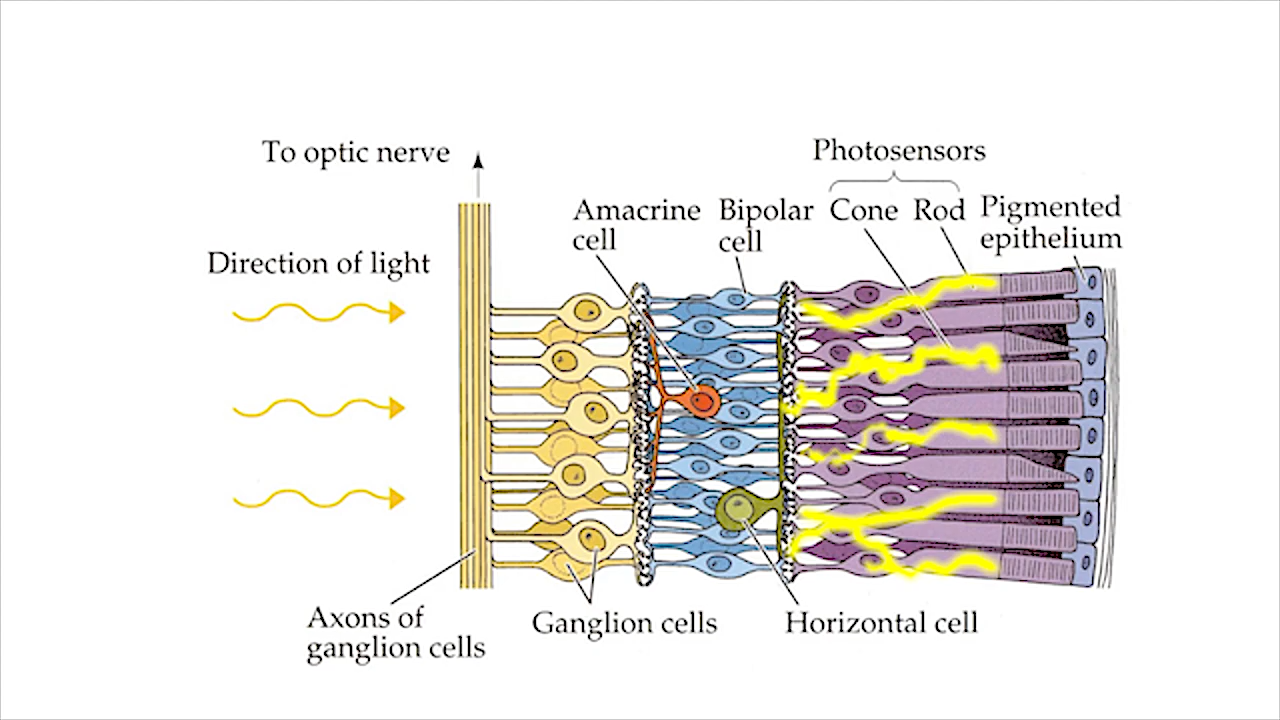 To optic nerve
Photosensors
Amacrine
cell
Bipolar
cell
Cone
Rod
Pigmented
epithelium
Direction of light
Axons of
ganglion cells
Ganglion cells
Horizontal cell